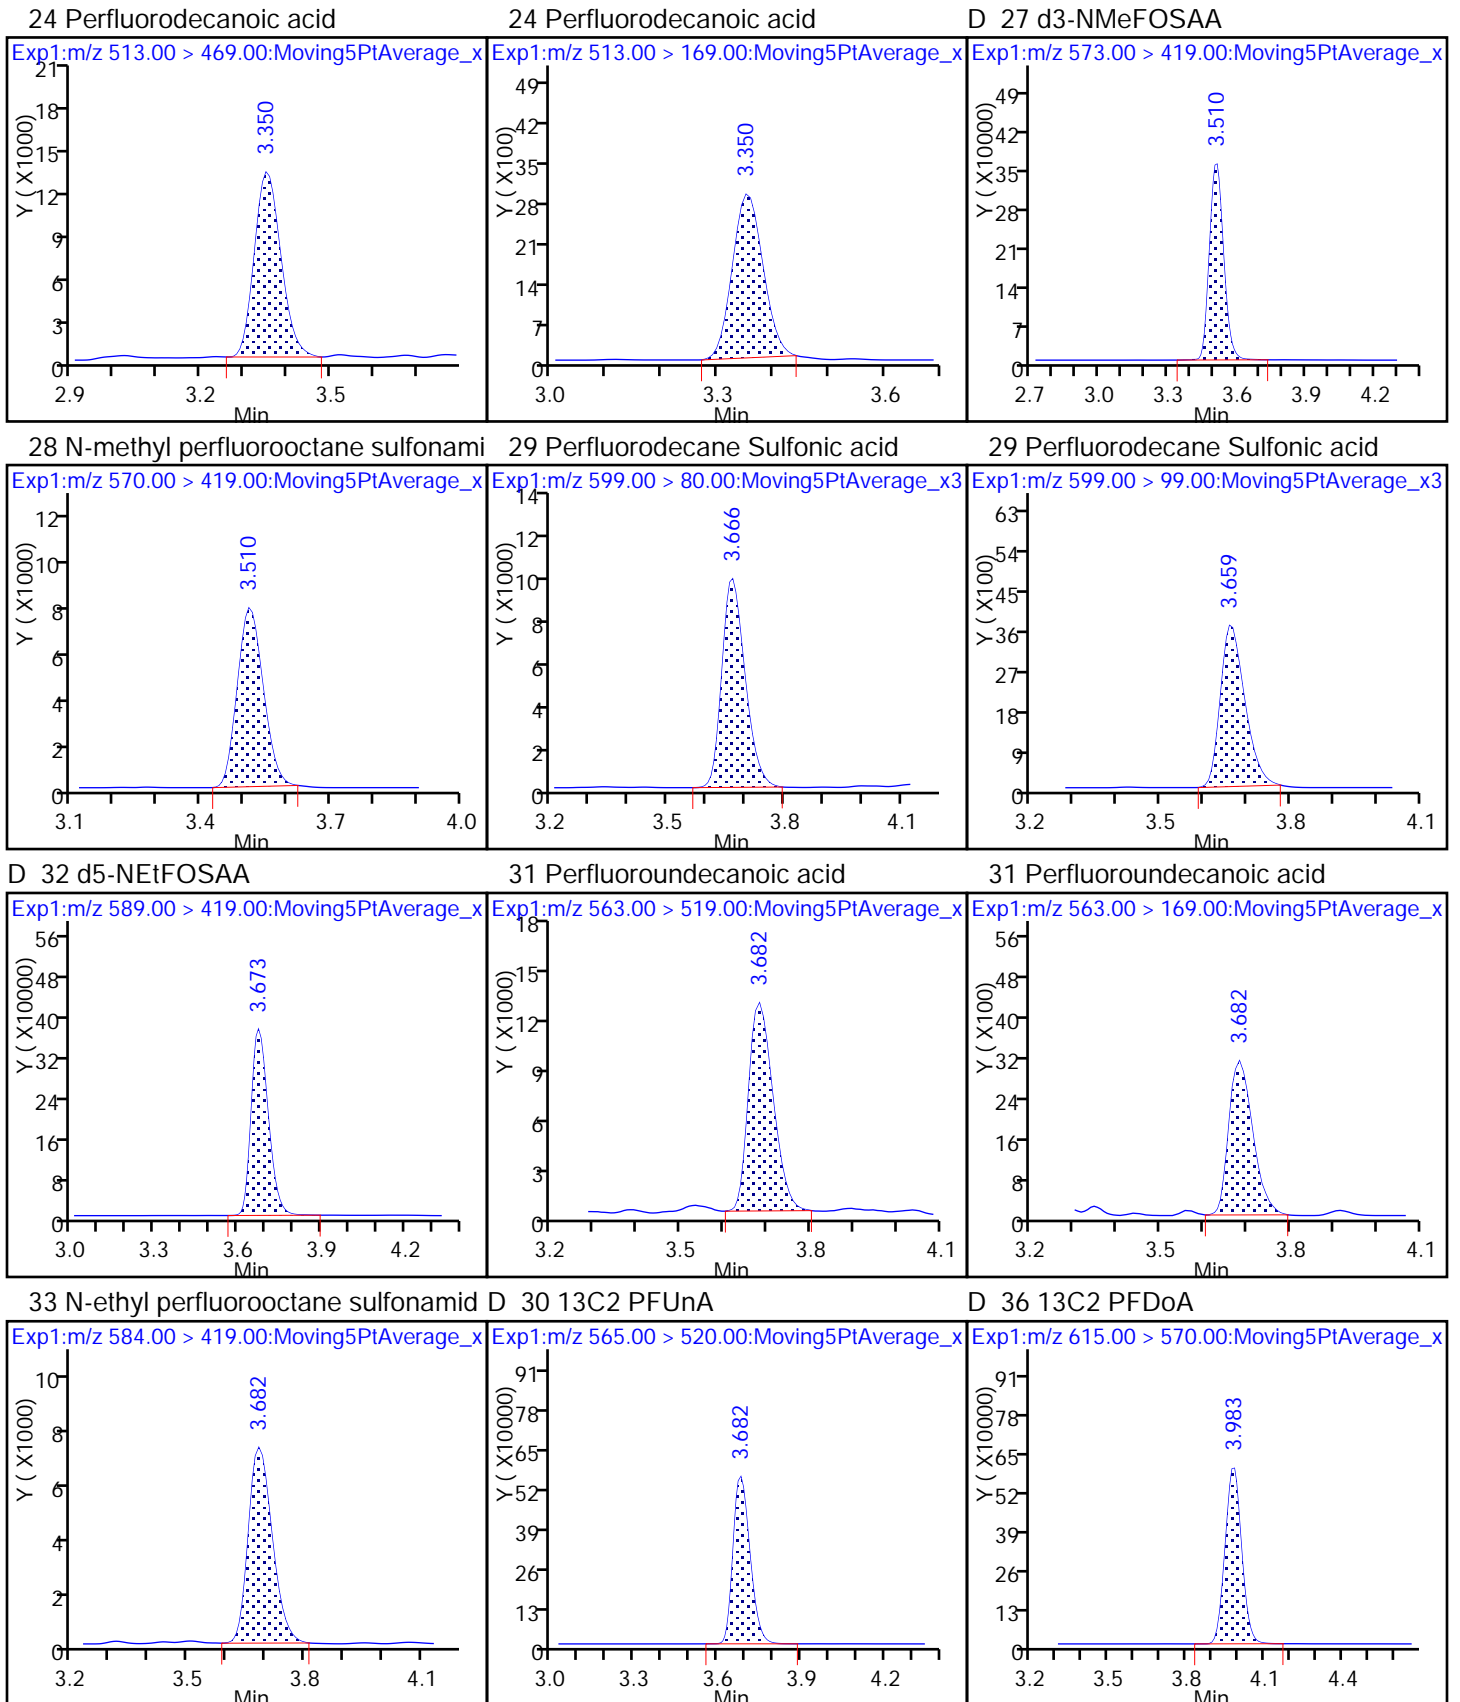 24 Perfluorodecanoic acid
Exp1:m/z 513.00 > 469.00:Moving5PtAverage_x
Y ( X1000)
21
18
15
12
9
6
3
0
3.350
2.9 3.2 3.5
Min
24 Perfluorodecanoic acid
Exp1:m/z 513.00 > 169.00:Moving5PtAverage_x
Y ( X100)
49
42
35
28
21
14
7
0
3.350
3.0 3.3 3.6
Min
D 27 d3-NMeFOSAA
Exp1:m/z 573.00 > 419.00:Moving5PtAverage_x
Y ( X10000)
49
42
35
28
21
14
7
0
3.510
2.7 3.0 3.3 3.6 3.9 4.2
Min
28 N-methyl perfluorooctane sulfonami
Exp1:m/z 570.00 > 419.00:Moving5PtAverage_x
Y ( X1000)
12
10
8
6
4
2
0
3.510
3.1 3.4 3.7 4.0
Min
29 Perfluorodecane Sulfonic acid
Exp1:m/z 599.00 > 80.00:Moving5PtAverage_x3
Y ( X1000)
14
12
10
8
6
4
2
0
3.666
3.2 3.5 3.8 4.1
Min
29 Perfluorodecane Sulfonic acid
Exp1:m/z 599.00 > 99.00:Moving5PtAverage_x3
Y ( X100)
63
54
45
36
27
18
9
0
3.659
3.2 3.5 3.8 4.1
Min
D 32 d5-NEtFOSAA
Exp1:m/z 589.00 > 419.00:Moving5PtAverage_x
Y ( X10000)
56
48
40
32
24
16
8
0
3.673
3.0 3.3 3.6 3.9 4.2
Min
31 Perfluoroundecanoic acid
Exp1:m/z 563.00 > 519.00:Moving5PtAverage_x
Y ( X1000)
18
15
12
9
6
3
0
3.682
3.2 3.5 3.8 4.1
Min
31 Perfluoroundecanoic acid
Exp1:m/z 563.00 > 169.00:Moving5PtAverage_x
Y ( X100)
56
48
40
32
24
16
8
0
3.682
3.2 3.5 3.8 4.1
Min
33 N-ethyl perfluorooctane sulfonamid
Exp1:m/z 584.00 > 419.00:Moving5PtAverage_x
Y ( X1000)
10
8
6
4
2
0
3.682
3.2 3.5 3.8 4.1
Min
D 30 13C2 PFUnA
Exp1:m/z 565.00 > 520.00:Moving5PtAverage_x
Y ( X10000)
91
78
65
52
39
26
13
0
3.682
3.0 3.3 3.6 3.9 4.2
Min
D 36 13C2 PFDoA
Exp1:m/z 615.00 > 570.00:Moving5PtAverage_x
Y ( X10000)
91
78
65
52
39
26
13
0
3.983
3.2 3.5 3.8 4.1 4.4
Min